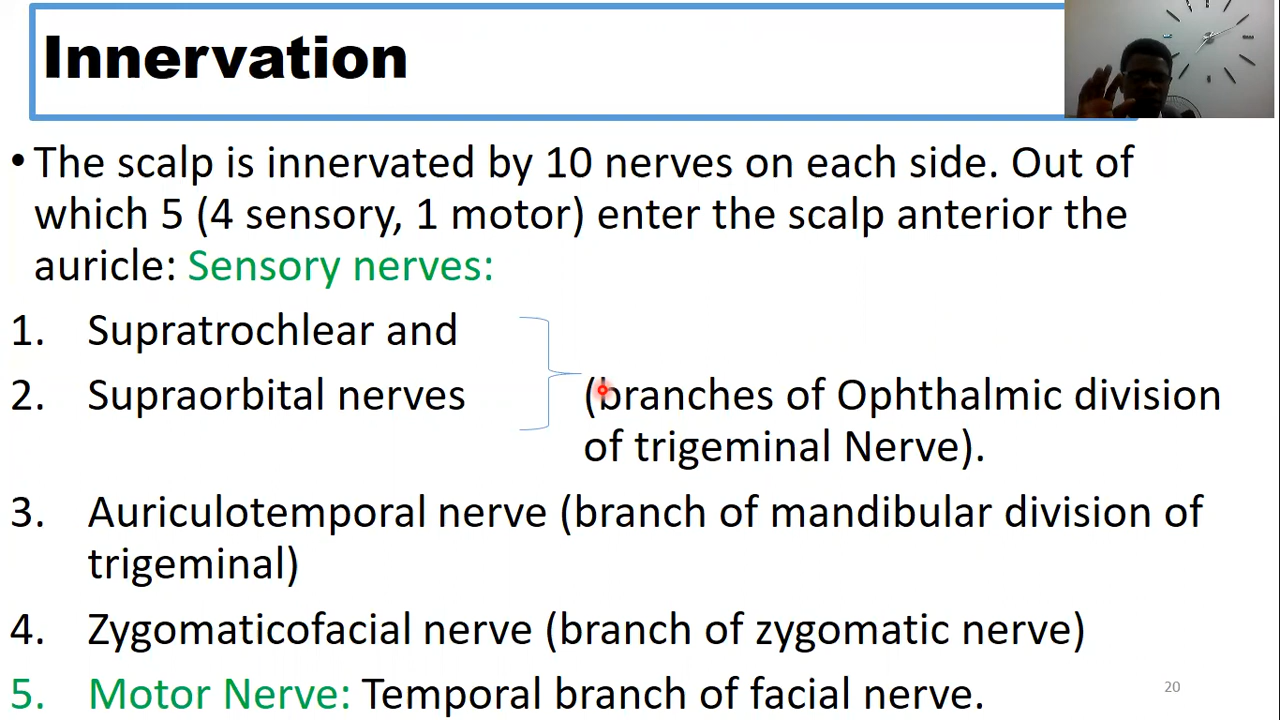 Innervation
• The scalp is innervated by 10 nerves on each side. Out of
which 5 (4 sensory, 1 motor) enter the scalp anterior the
auricle: Sensory nerves:
1. Supratrochlear and
2. Supraorbital nerves
(branches of Ophthalmic division
of trigeminal Nerve).
3. Auriculotemporal nerve (branch of mandibular division of
trigeminal)
4. Zygomaticofacial nerve (branch of zygomatic nerve)
5. Motor Nerve: Temporal branch of facial nerve.
20